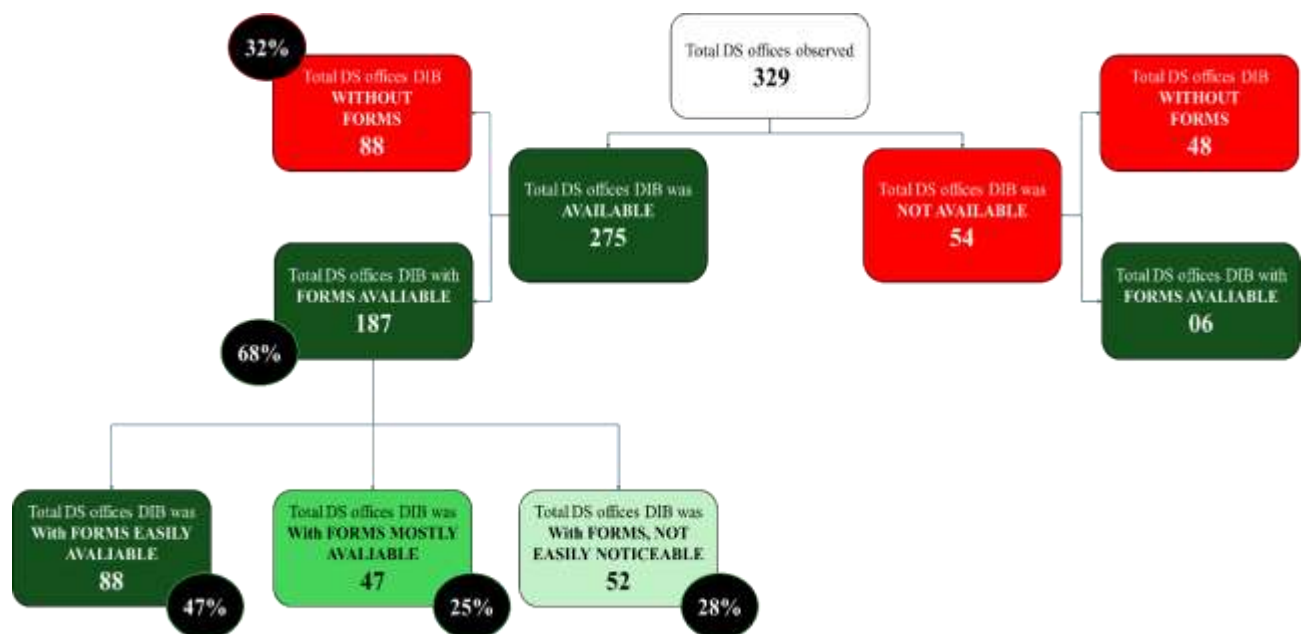 Total DS offices observed
329
32%
Total DS offices DIB
WITHOUT
FORMS
88
Total DS offices DIB
WITHOUT
FORMS
48
Total DS offices DIB was
AVAILABLE
275
Total DS offices DIB was
NOT AVAILABLE
54
Total DS offices DIB with
FORMS AVALIABLE
187
68%
Total DS offices DIB with
FORMS AVALIABLE
06
Total DS offices DIB was
With FORMS EASILY
AVALIABLE
88
47%
Total DS offices DIB was
With FORMS MOSTLY
AVALIABLE
47
25%
Total DS offices DIB was
With FORMS, NOT
EASILY NOTICEABLE
52
28%